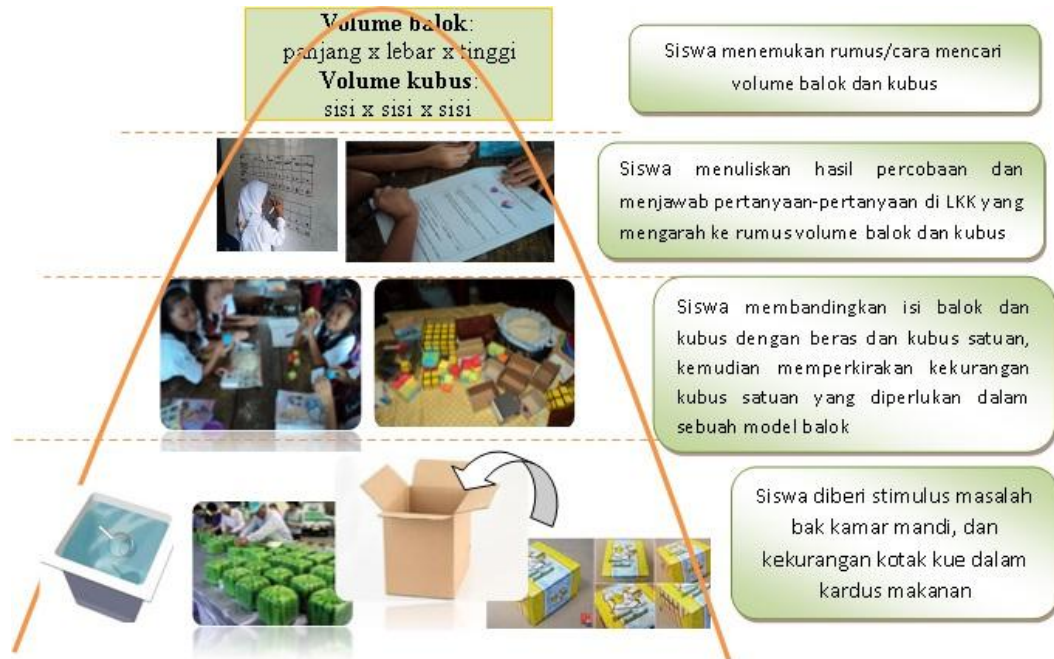 Volume balok:
panjang x lebar x tinggi
Volume kubus:
sisi x sisi x sisi
Siswa menemukan rumus/cara mencari
volume balok dan kubus
Siswa menuliskan hasil percobaan dan
menjawab pertanyaan-pertanyaan di LKK yang
mengarah ke rumus volume balok dan kubus
Siswa membandingkan isi balok dan
kubus dengan beras dan kubus satuan,
kemudian memperkirakan kekurangan
kubus satuan yang diperlukan dalam
sebuah model balok
Siswa diberi stimulus masalah
bak kamar mandi, dan
kekurangan kotak kue dalam
kardus makanan